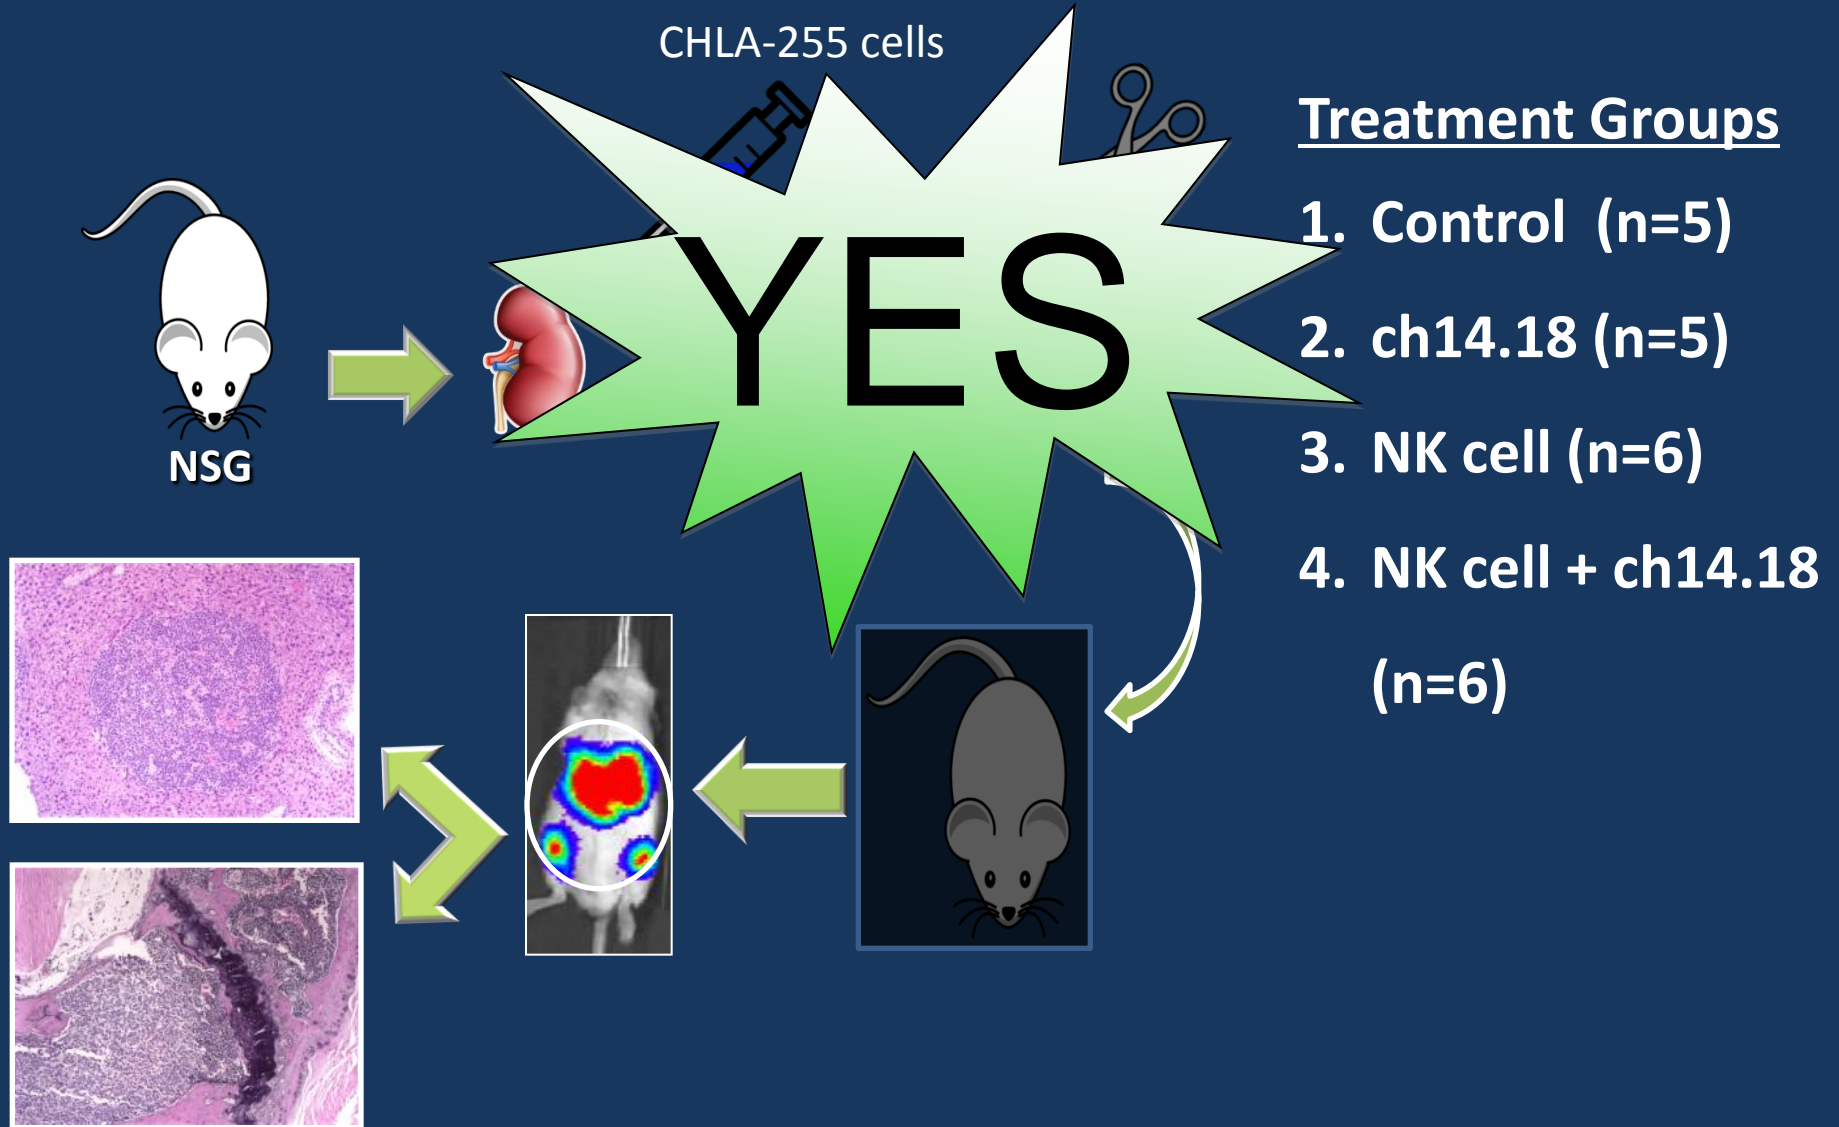 CHLA-255 cells
YES
NSG
Treatment Groups
1. Control (n=5)
2. ch14.18 (n=5)
3. NK cell (n=6)
4. NK cell + ch14.18
(n=6)